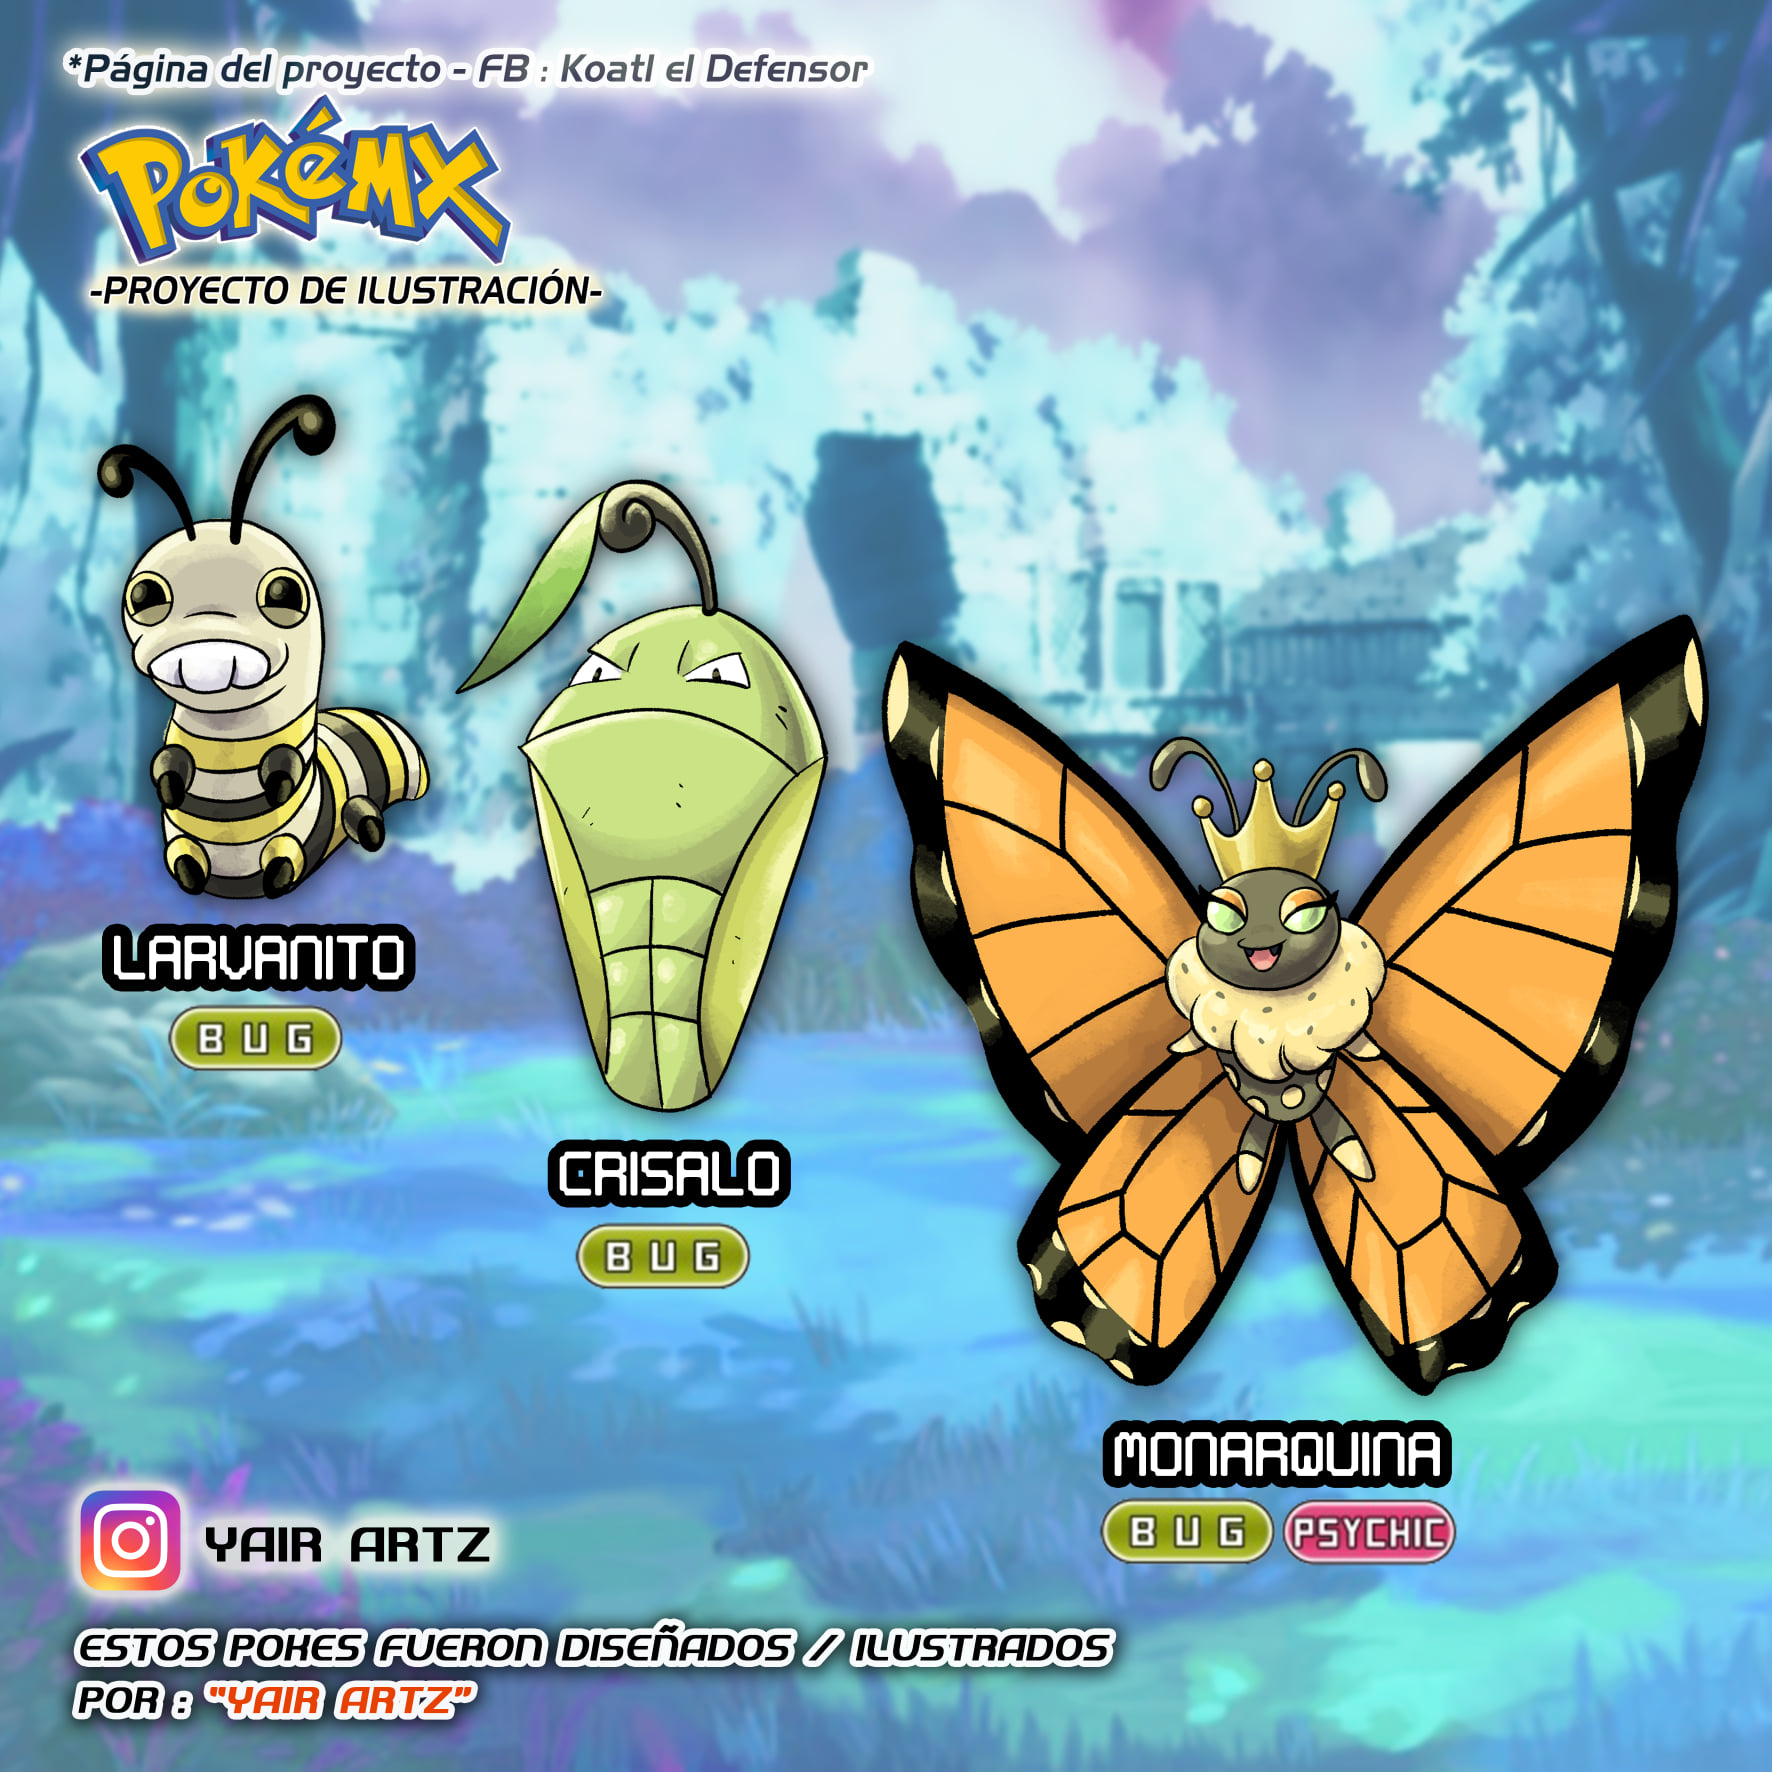 *Página del proyecto - FB : Koatl el Defensor
POKéMX
-PROYECTO DE ILUSTRACIÓN-
LARVANITO
BUG
CRISALO
BUG
MONARQUINA
BUG PSYCHIC
YAIR ARTZ
ESTOS POKES FUERON DISEÑADOS / ILUSTRADOS
POR : "YAIR ARTZ"